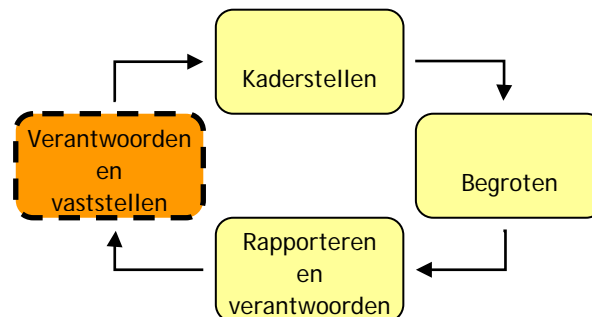 Kaderstellen
Verantwoorden
en
vaststellen
Begroten
Rapporteren
en
verantwoorden